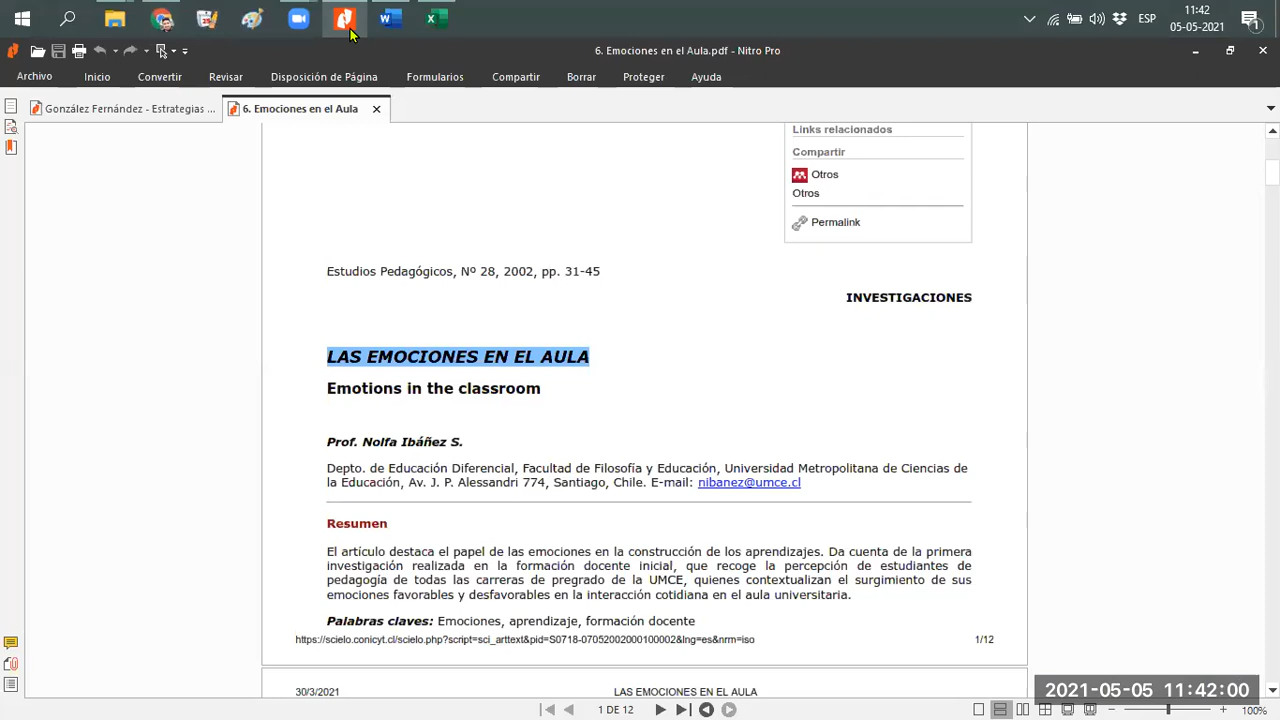 ESP
11:42
05-05-2021
6. Emociones en el Aula.pdf - Nitro Pro
Archivo Inicio Convertir Revisar Disposición de Página Formularios Compartir Borrar Proteger Ayuda
González Fernández - Estrategias ...
6. Emociones en el Aula
Links relacionados
Compartir
Otros
Otros
Permalink
Estudios Pedagógicos, Nº 28, 2002, pp. 31-45
INVESTIGACIONES
LAS EMOCIONES EN EL AULA
Emotions in the classroom
Prof. Nolfa Ibáñez S.
Depto. de Educación Diferencial, Facultad de Filosofía y Educación, Universidad Metropolitana de Ciencias de
la Educación, Av. J. P. Alessandri 774, Santiago, Chile. E-mail: nibanez@umce.cl
Resumen
El artículo destaca el papel de las emociones en la construcción de los aprendizajes. Da cuenta de la primera
investigación realizada en la formación docente inicial, que recoge la percepción de estudiantes de
pedagogía de todas las carreras de pregrado de la UMCE, quienes contextualizan el surgimiento de sus
emociones favorables y desfavorables en la interacción cotidiana en el aula universitaria.
Palabras claves: Emociones, aprendizaje, formación docente
https://scielo.conicyt.cl/scielo.php?script=sci_arttext&pid=S0718-07052002000100002&lng=es&nrm=iso 1/12
30/3/2021 LAS EMOCIONES EN EL AULA
2021-05-05 11:42:00
1 DE 12
100%